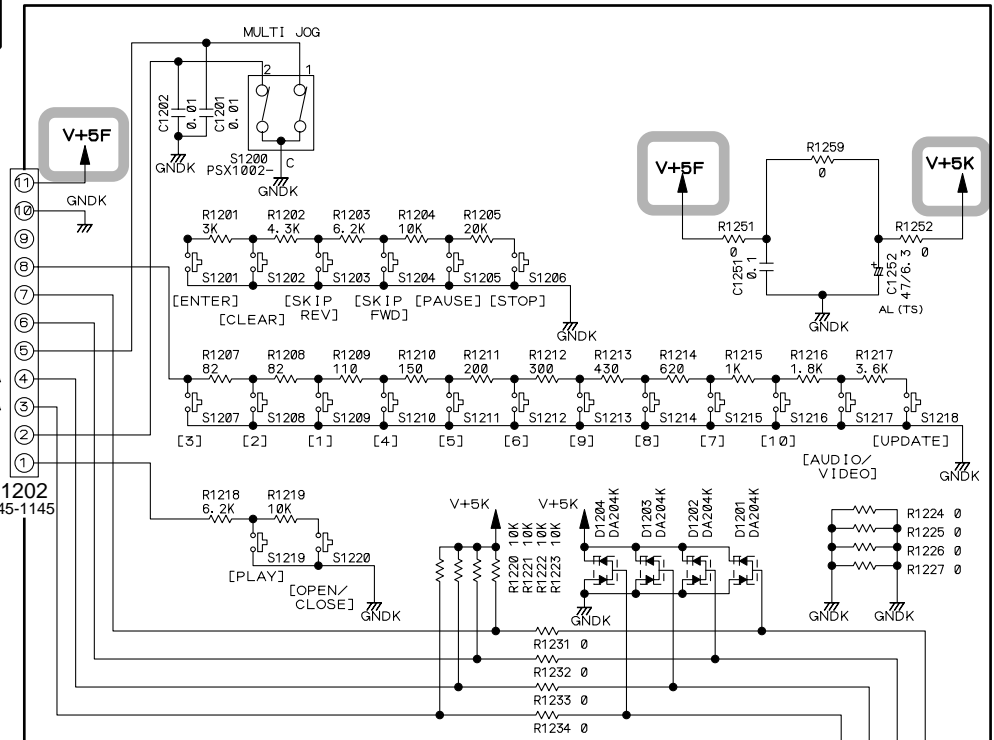 MULTI JOG
2 1
C1202
0.01
C1201
0.01
GNDK
S1200
PSX1002-
C
GNDK
V+5F
11
GNDK
10
9
8
7
6
5
4
3
2
1
1202
45-1145
V+5F
R1259
0
V+5K
R1251
0
R1252
0
C1251
0.1
C1252
47/6.3
+
AL(TS)
GNDK
R1201 R1202 R1203 R1204 R1205
3K 4.3K 6.2K 10K 20K
S1201 S1202 S1203 S1204 S1205 S1206
[ENTER] [SKIP REV] [SKIP FWD] [PAUSE] [STOP]
[CLEAR]
GNDK
R1207 R1208 R1209 R1210 R1211 R1212 R1213 R1214 R1215 R1216 R1217
82 82 110 150 200 300 430 620 1K 1.8K 3.6K
S1207 S1208 S1209 S1210 S1211 S1212 S1213 S1214 S1215 S1216 S1217 S1218
[3] [2] [1] [4] [5] [6] [9] [8] [7] [10] [UPDATE]
[AUDIO/
VIDEO]
GNDK
R1218 R1219
6.2K 10K
S1219 S1220
[PLAY]
[OPEN/
CLOSE]
GNDK
V+5K
R1220 10K
R1221 10K
R1222 10K
R1223 10K
V+5K
D1204
DA204K
D1203
DA204K
D1202
DA204K
D1201
DA204K
GNDK
R1224 0
R1225 0
R1226 0
R1227 0
GNDK GNDK
R1231 0
R1232 0
R1233 0
R1234 0